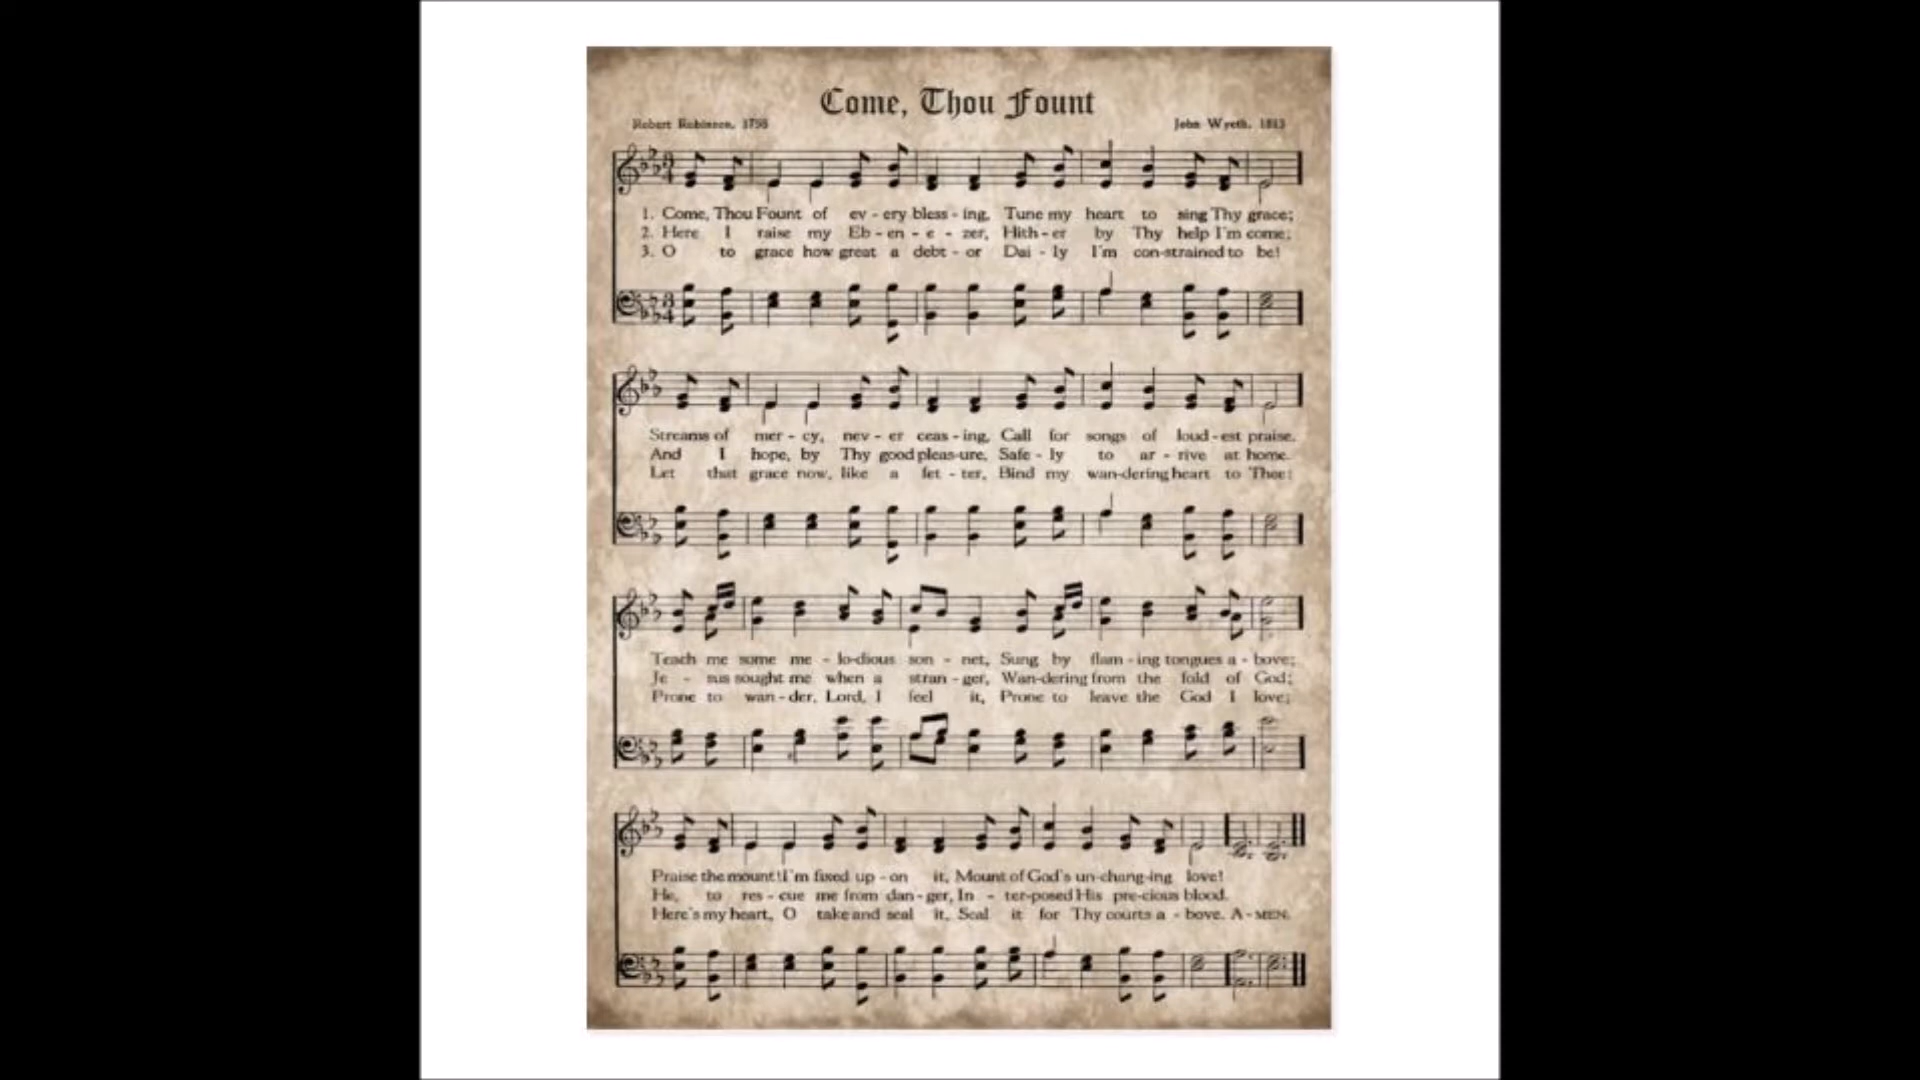 Come, Thou Fount
Robert Robinson, 1758
John Wyeth, 1813
1. Come, Thou Fount of ev - ery bless - ing, Tune my heart to sing Thy grace;
2. Here I raise my Eb - en - e - zer, Hith - er by Thy help I'm come;
3. O to grace how great a debt - or Dai - ly I'm con-strained to be!
Streams of mer - cy, nev - er ceas - ing, Call for songs of loud - est praise.
And I hope, by Thy good pleas-ure, Safe - ly to ar - rive at home.
Let that grace now, like a fet - ter, Bind my wan-dering heart to Thee:
Teach me some me - lo-dious son - net, Sung by flam - ing tongues a - bove;
Je - sus sought me when a stran - ger, Wan-dering from the fold of God;
Prone to wan - der, Lord, I feel it, Prone to leave the God I love;
Praise the mount! I'm fixed up - on it, Mount of God's un-chang-ing love!
He, to res - cue me from dan - ger, In - ter-posed His pre-cious blood.
Here's my heart, O take and seal it, Seal it for Thy courts a - bove. A - MEN.